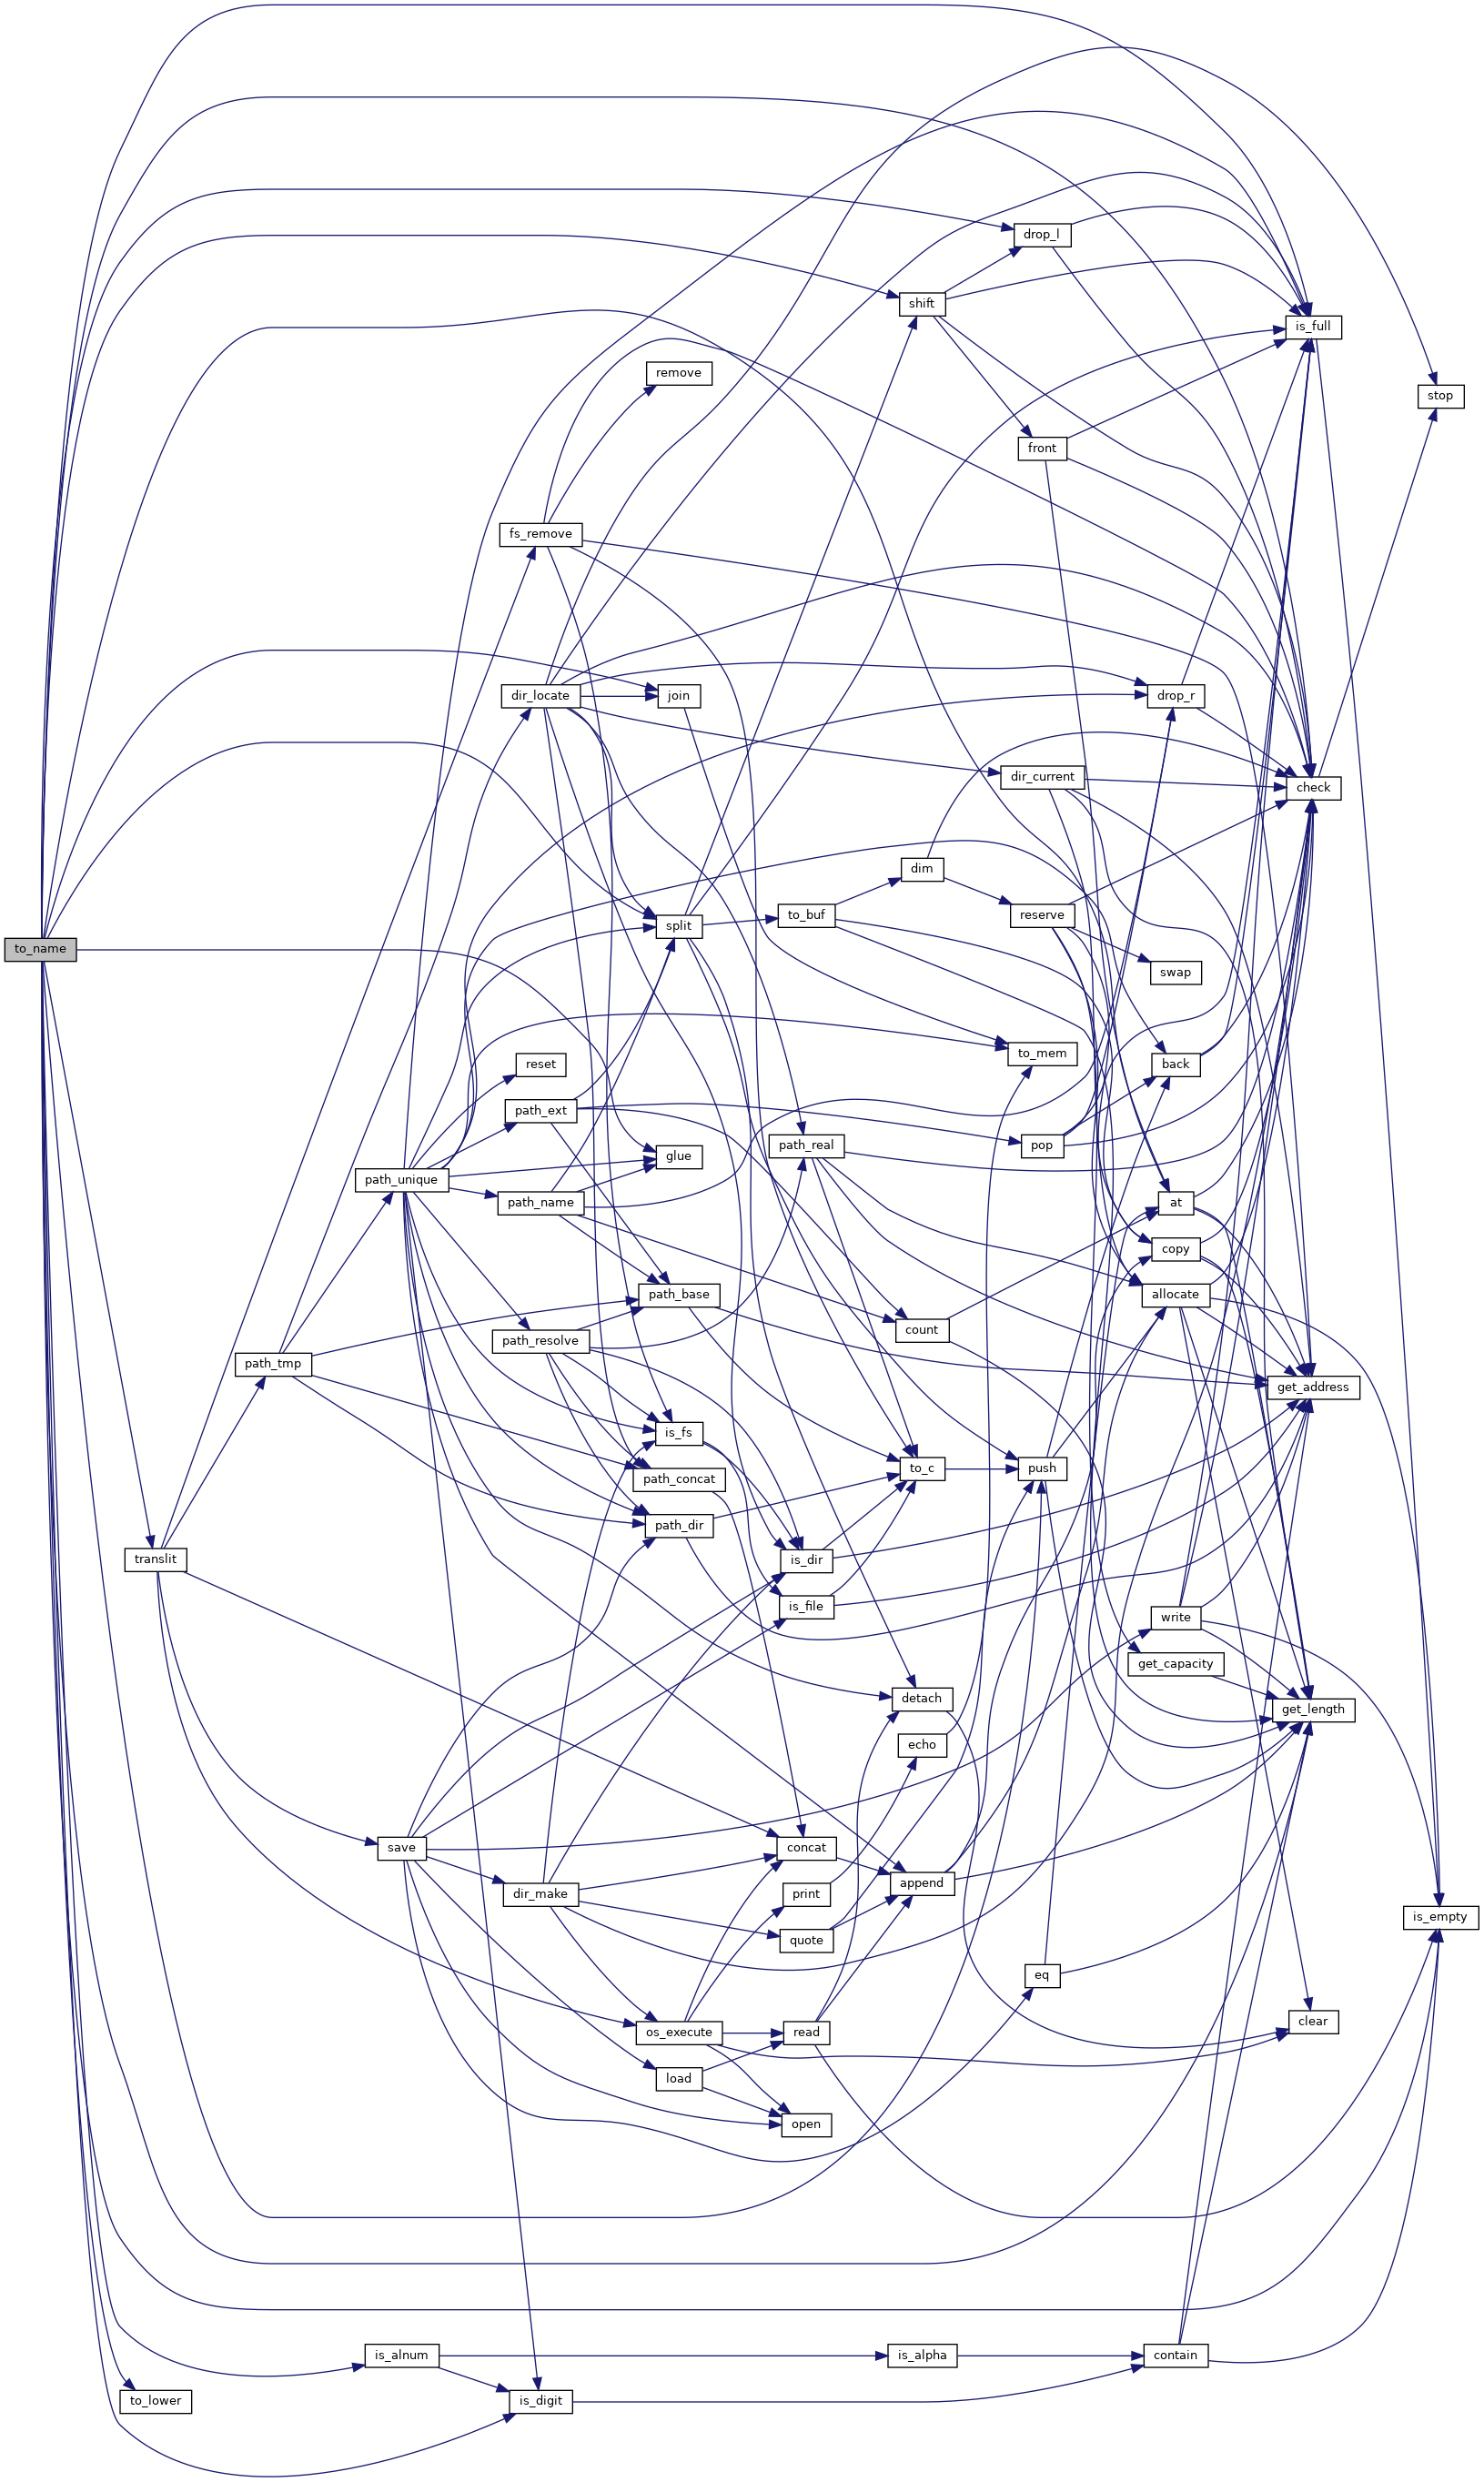 drop_l
shift
is_full
remove
stop
front
fs_remove
dir_locate
join
drop_r
dir_current
check
dim
to_buf
reserve
split
to_name
swap
to_mem
reset
back
path_ext
path_real
pop
glue
path_unique
path_name
at
copy
path_base
allocate
count
path_resolve
path_tmp
get_address
is_fs
to_c
push
path_concat
path_dir
translit
is_dir
is_file
write
get_capacity
detach
get_length
echo
save
concat
append
dir_make
print
is_empty
quote
eq
clear
os_execute
read
load
open
is_alnum
is_alpha
contain
to_lower
is_digit